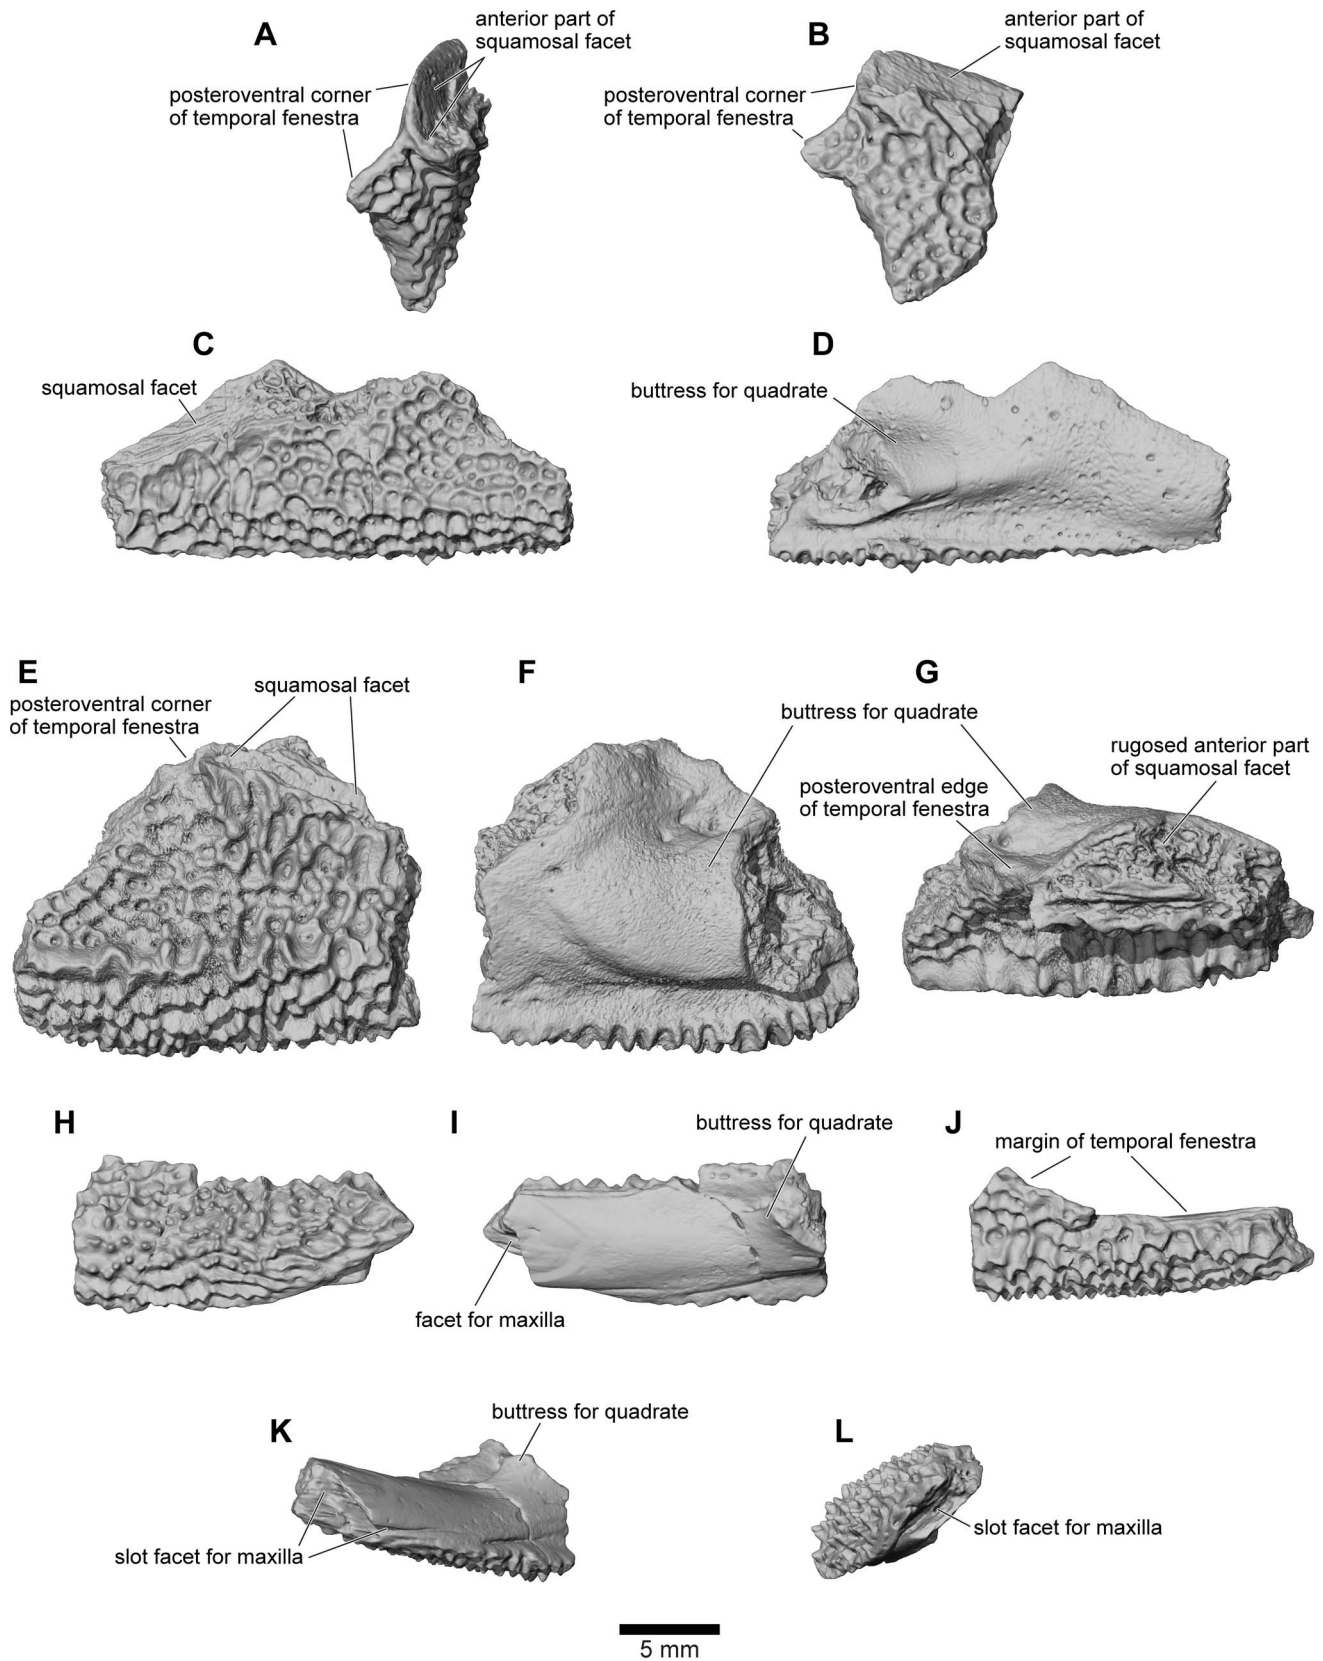 A
anterior part of
squamosal facet
posteroventral corner
of temporal fenestra
B
anterior part of
squamosal facet
posteroventral corner
of temporal fenestra
C
squamosal facet
D
buttress for quadrate
E
squamosal facet
posteroventral corner
of temporal fenestra
F
buttress for quadrate
G
rugosed anterior part
of squamosal facet
posteroventral edge
of temporal fenestra
H
I
buttress for quadrate
facet for maxilla
J
margin of temporal fenestra
K
buttress for quadrate
slot facet for maxilla
L
slot facet for maxilla
5 mm